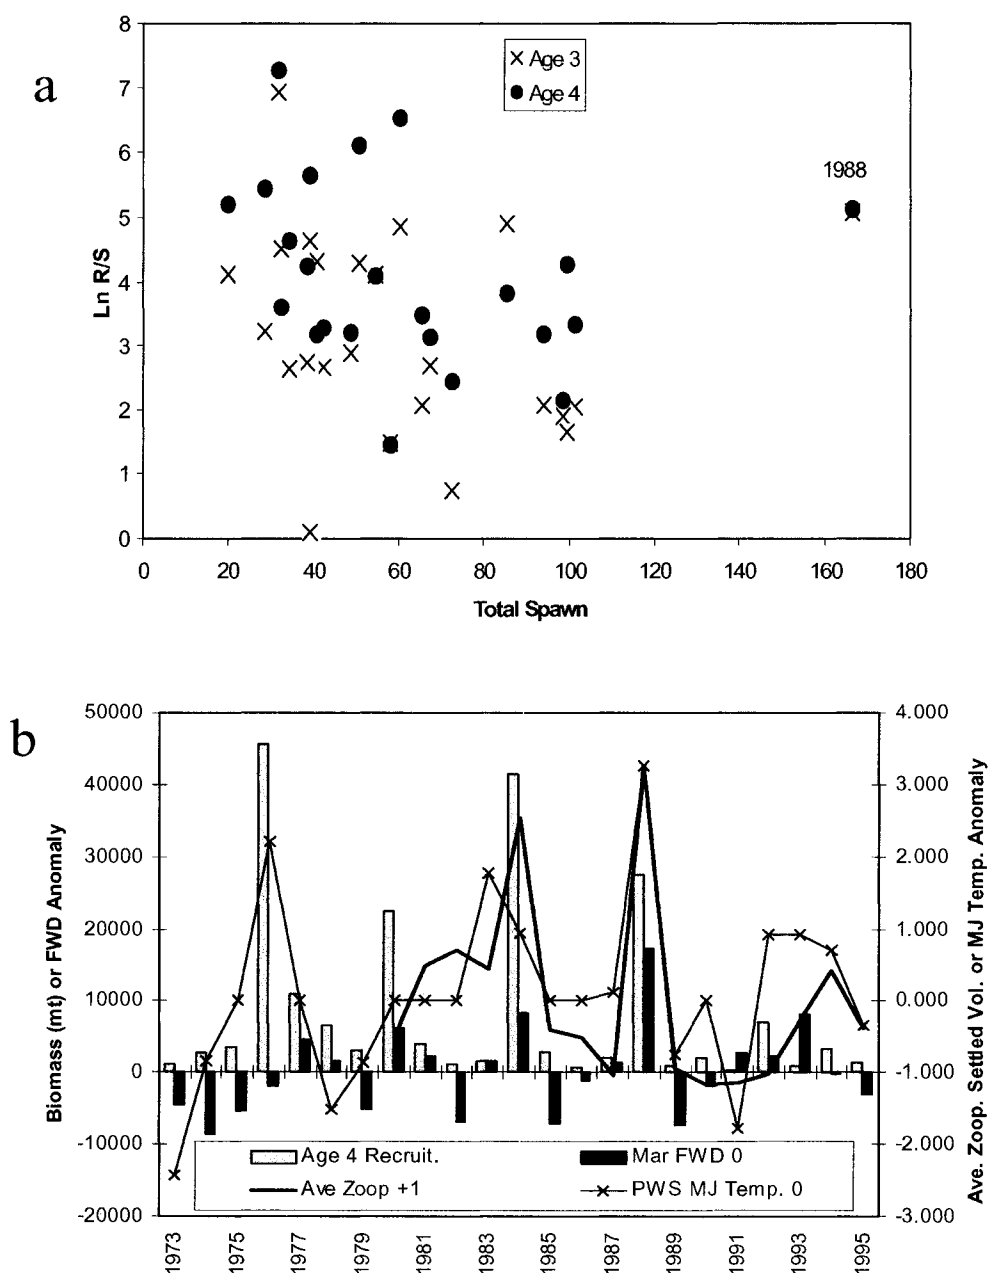 a
8
7
6
5
4
3
2
1
0
Ln R/S
Age 3
Age 4
1988
0 20 40 60 80 100 120 140 160 180
Total Spawn
b
50000
40000
30000
20000
10000
0
-10000
-20000
Biomass (mt) or FWD Anomaly
4.000
3.000
2.000
1.000
0.000
-1.000
-2.000
-3.000
Ave. Zoop. Settled Vol. or MJ Temp. Anomaly
Age 4 Recruit. Mar FWD 0
Ave Zoop +1 PWS MJ Temp. 0
1973 1975 1977 1979 1981 1983 1985 1987 1989 1991 1993 1995